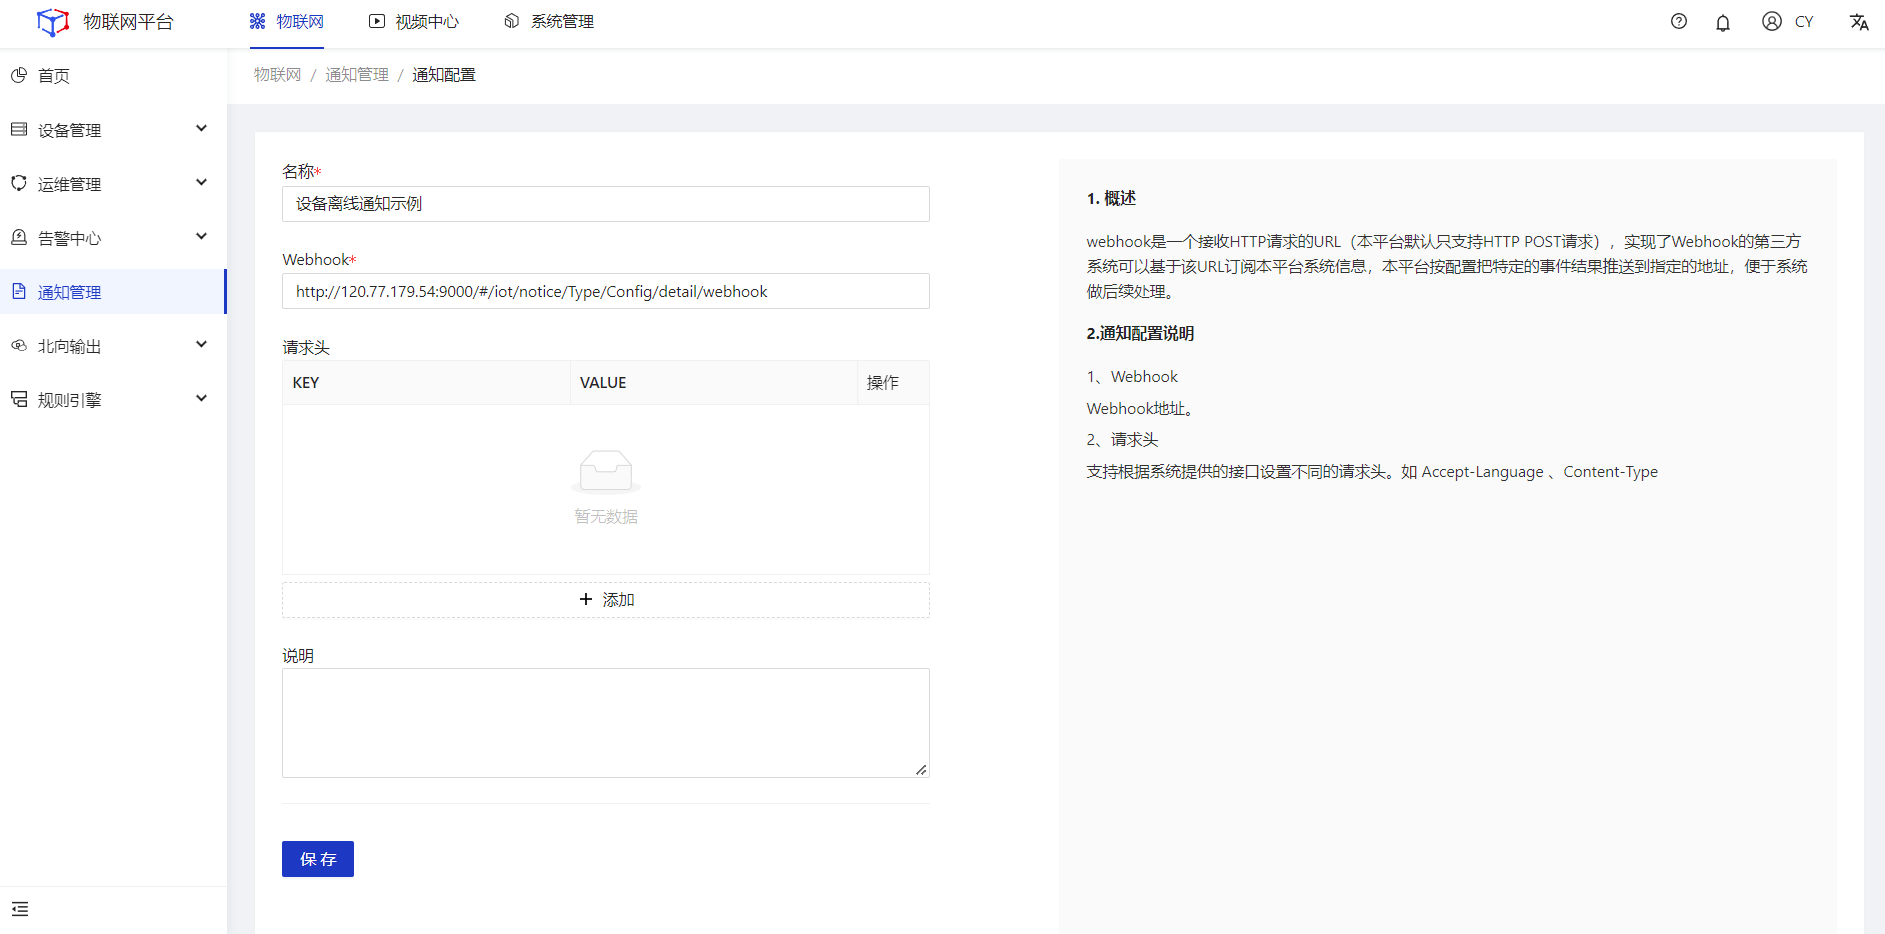 物联网平台
物联网
视频中心
系统管理
CY
首页
设备管理
运维管理
告警中心
通知管理
北向输出
规则引擎
物联网 / 通知管理 / 通知配置
名称*
设备离线通知示例
Webhook*
http://120.77.179.54:9000/#/iot/notice/Type/Config/detail/webhook
请求头
KEY VALUE 操作
暂无数据
+ 添加
说明
保存
1. 概述
webhook是一个接收HTTP请求的URL（本平台默认只支持HTTP POST请求），实现了Webhook的第三方
系统可以基于该URL订阅本平台系统信息，本平台按配置把特定的事件结果推送到指定的地址，便于系统
做后续处理。
2.通知配置说明
1、Webhook
Webhook地址。
2、请求头
支持根据系统提供的接口设置不同的请求头。如 Accept-Language 、Content-Type